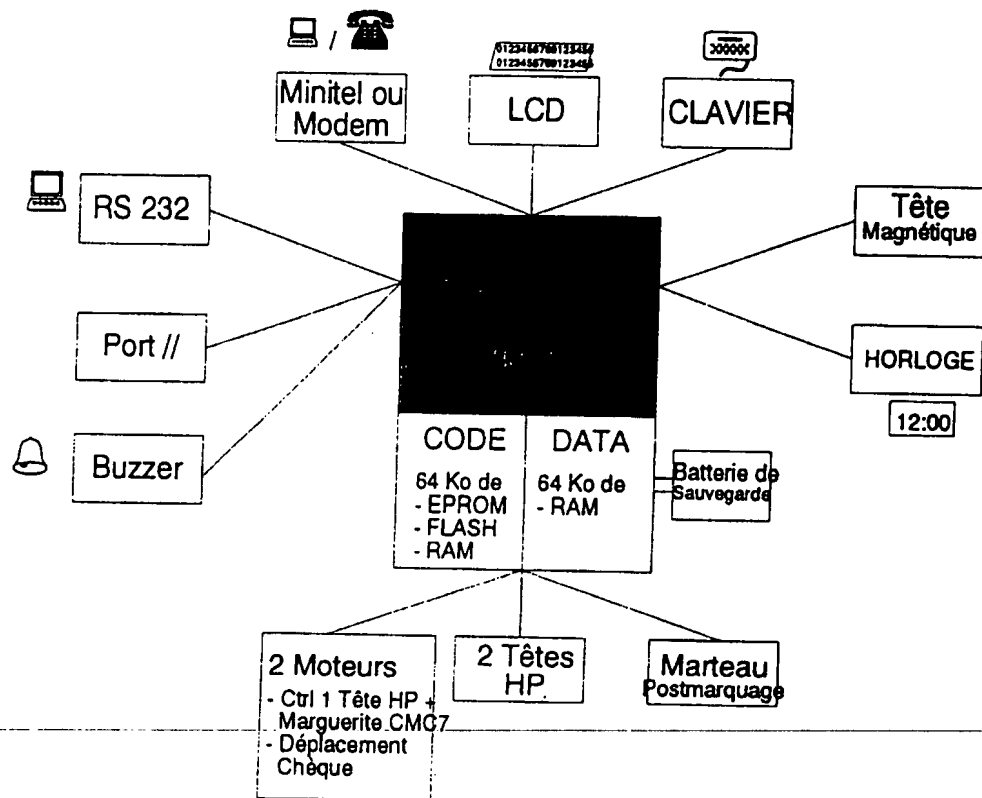 /
0123456789123456
0123456789123456
Minitel ou
Modem
LCD
CLAVIER
RS 232
Tête
Magnétique
Port //
HORLOGE
12:00
Buzzer
CODE
64 Ko de
- EPROM
- FLASH
- RAM
DATA
64 Ko de
- RAM
Batterie de
Sauvegarde
2 Moteurs
- Ctrl 1 Tête HP +
Marguerite CMC7
- Déplacement
Chèque
2 Têtes
HP
Marteau
Postmarquage